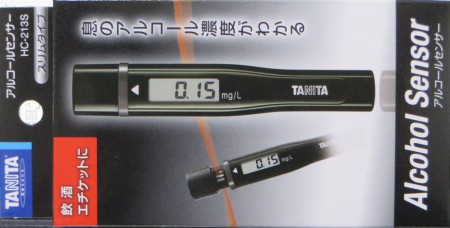 アルコールセンサー
HC-213S
スリムタイプ
TANITA
息のアルコール濃度がわかる
0.15 mg/L
TANITA
飲酒
エチケットに
0.15 mg/L
Alcohol Sensor
アルコールセンサー